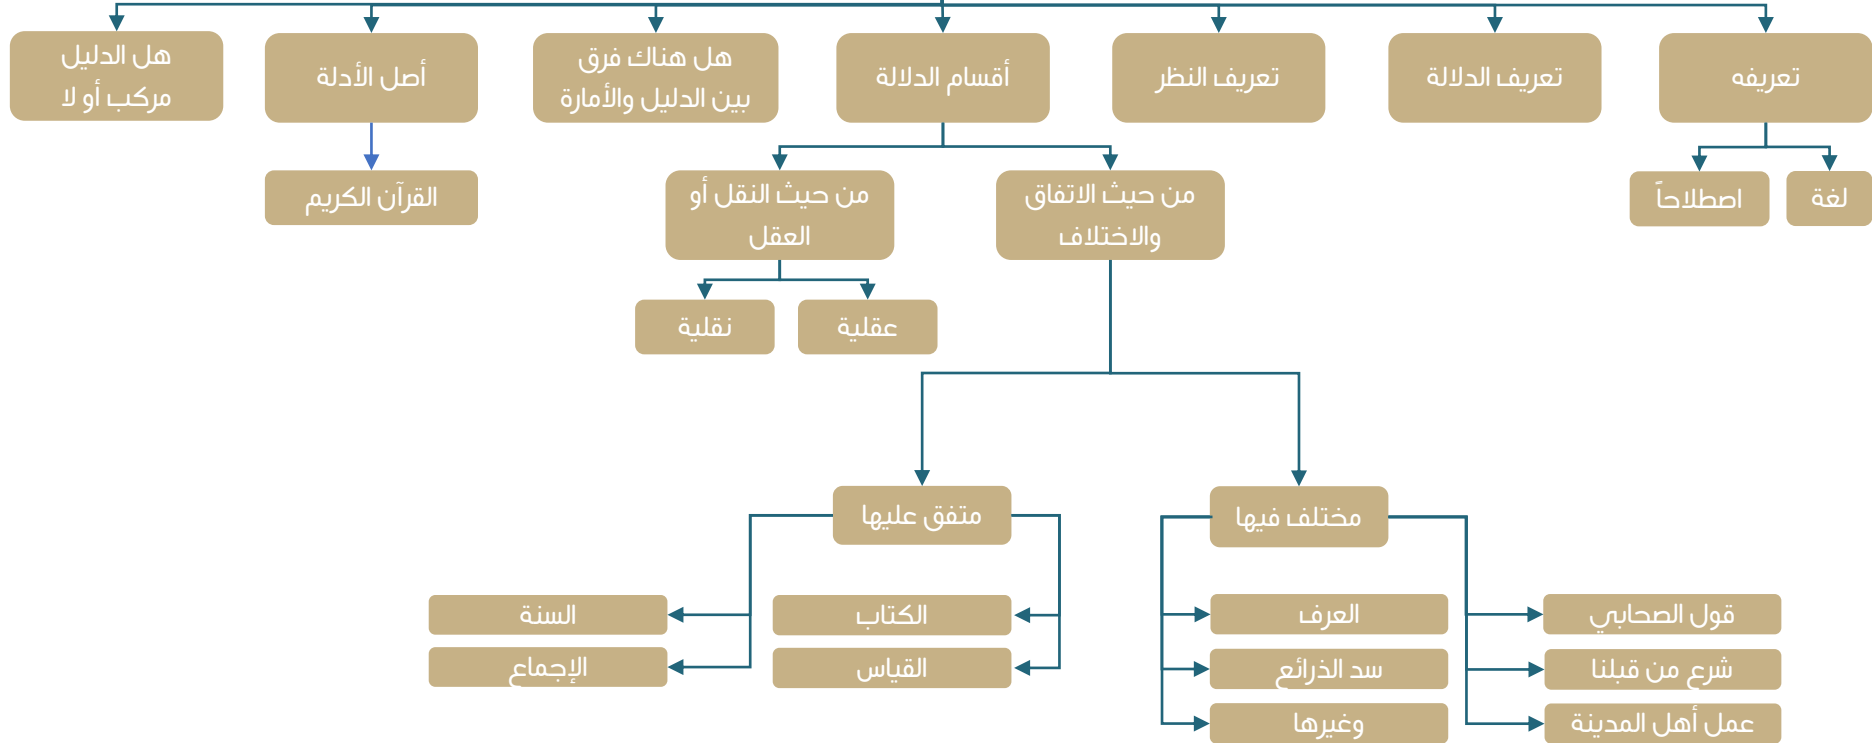 تعريفه
تعريف الدلالة
تعريف النظر
أقسام الدلالة
هل هناك فرق
بين الدليل والأمارة
أصل الأدلة
هل الدليل
مركب أو لا
لغة
اصطلاحاً
من حيث الاتفاق
والاختلاف
من حيث النقل أو
العقل
القرآن الكريم
عقلية
نقلية
مختلف فيها
متفق عليها
قول الصحابي
العرف
الكتاب
السنة
شرع من قبلنا
سد الذرائع
القياس
الإجماع
عمل أهل المدينة
وغيرها